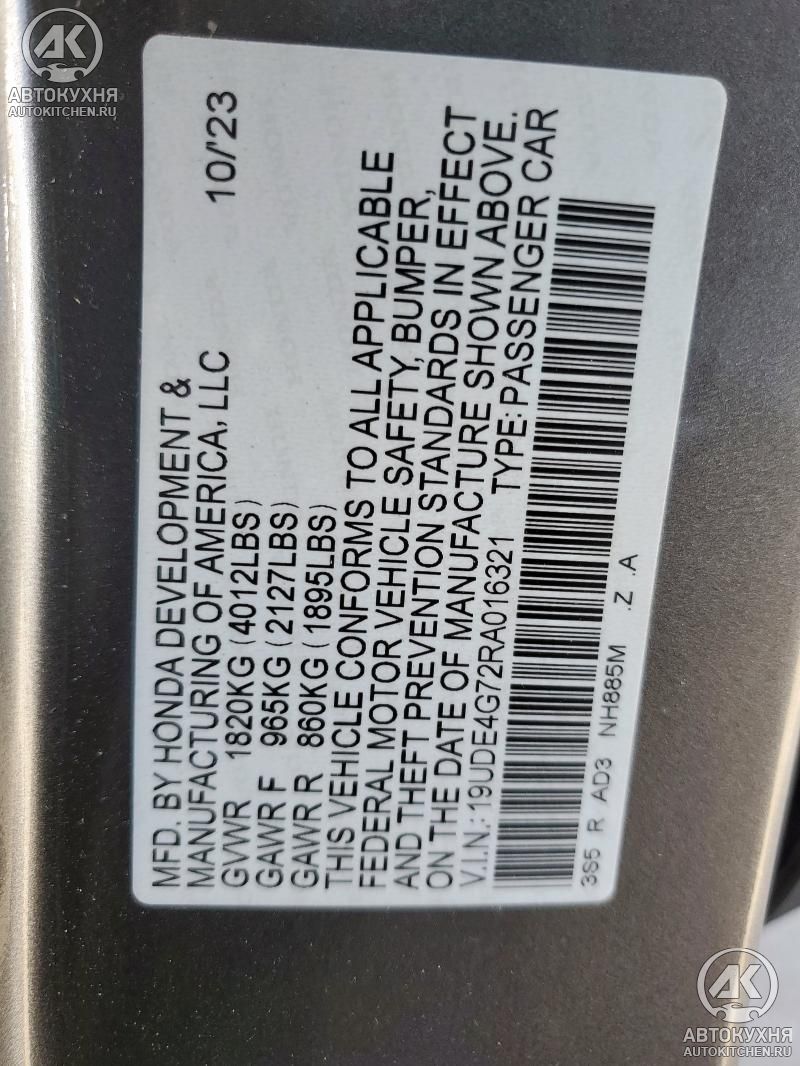 АК
АВТОКУХНЯ
AUTOKITCHEN.RU
MFD. BY HONDA DEVELOPMENT &
MANUFACTURING OF AMERICA, LLC 10/'23
GVWR 1820KG (4012LBS)
GAWR F 965KG (2127LBS)
GAWR R 860KG (1895LBS)
THIS VEHICLE CONFORMS TO ALL APPLICABLE
FEDERAL MOTOR VEHICLE SAFETY, BUMPER,
AND THEFT PREVENTION STANDARDS IN EFFECT
ON THE DATE OF MANUFACTURE SHOWN ABOVE.
V.I.N.: 19UDE4G72RA016321 TYPE: PASSENGER CAR
3S5 R AD3 NH885M .Z .A
АК
АВТОКУХНЯ
AUTOKITCHEN.RU